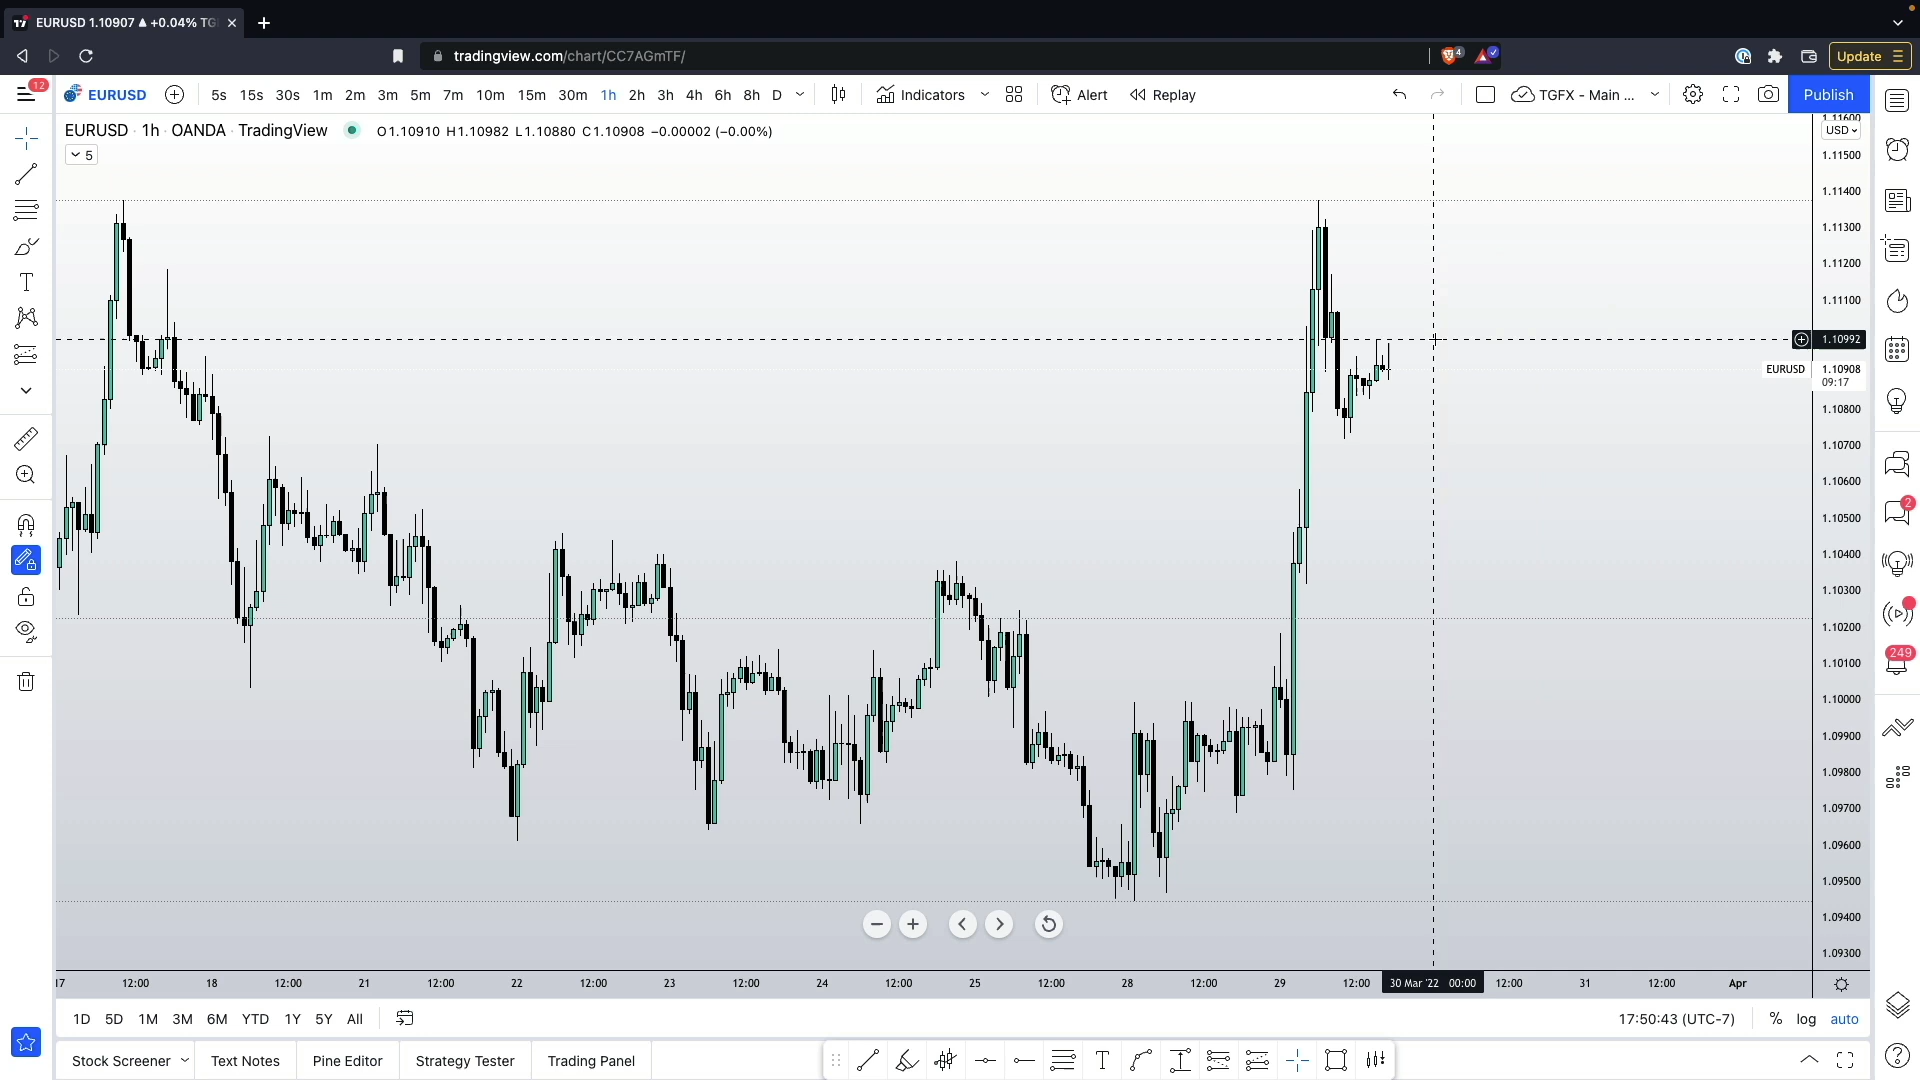 EURUSD 1.10907 ▲ +0.04% TG
tradingview.com/chart/CC7AGmTF/
4
Update
12
EURUSD
5s 15s 30s 1m 2m 3m 5m 7m 10m 15m 30m 1h 2h 3h 4h 6h 8h D
Indicators
Alert
Replay
TGFX - Main ...
Publish
EURUSD · 1h · OANDA · TradingView
O1.10910 H1.10982 L1.10880 C1.10908 −0.00002 (−0.00%)
5
1.11600
USD
1.11500
1.11400
1.11300
1.11200
1.11100
1.10992
EURUSD 1.10908
09:17
1.10800
1.10700
1.10600
1.10500
1.10400
1.10300
1.10200
1.10100
1.10000
1.09900
1.09800
1.09700
1.09600
1.09500
1.09400
1.09300
2
249
17 12:00 18 12:00 21 12:00 22 12:00 23 12:00 24 12:00 25 12:00 28 12:00 29 12:00 30 Mar '22 00:00 12:00 31 12:00 Apr
1D 5D 1M 3M 6M YTD 1Y 5Y All
17:50:43 (UTC-7)
% log auto
Stock Screener Text Notes Pine Editor Strategy Tester Trading Panel